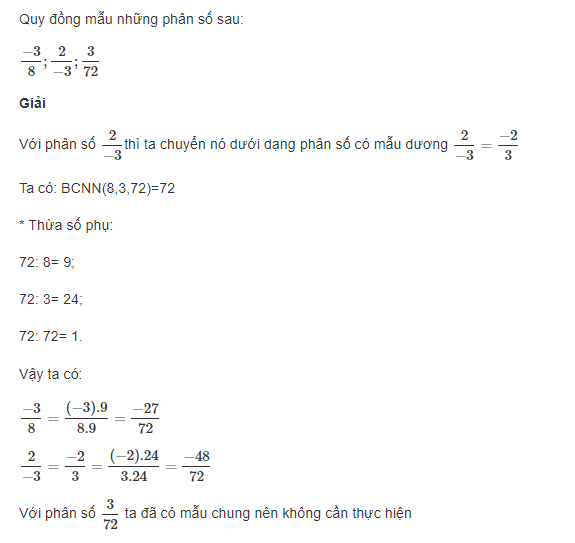 Quy đồng mẫu những phân số sau:
−3/8; 2/−3; 3/72
Giải
Với phân số 2/−3 thì ta chuyển nó dưới dạng phân số có mẫu dương 2/−3 = −2/3
Ta có: BCNN(8,3,72)=72
* Thừa số phụ:
72: 8= 9;
72: 3= 24;
72: 72= 1.
Vậy ta có:
−3/8 = (−3).9/8.9 = −27/72
2/−3 = −2/3 = (−2).24/3.24 = −48/72
Với phân số 3/72 ta đã có mẫu chung nên không cần thực hiện